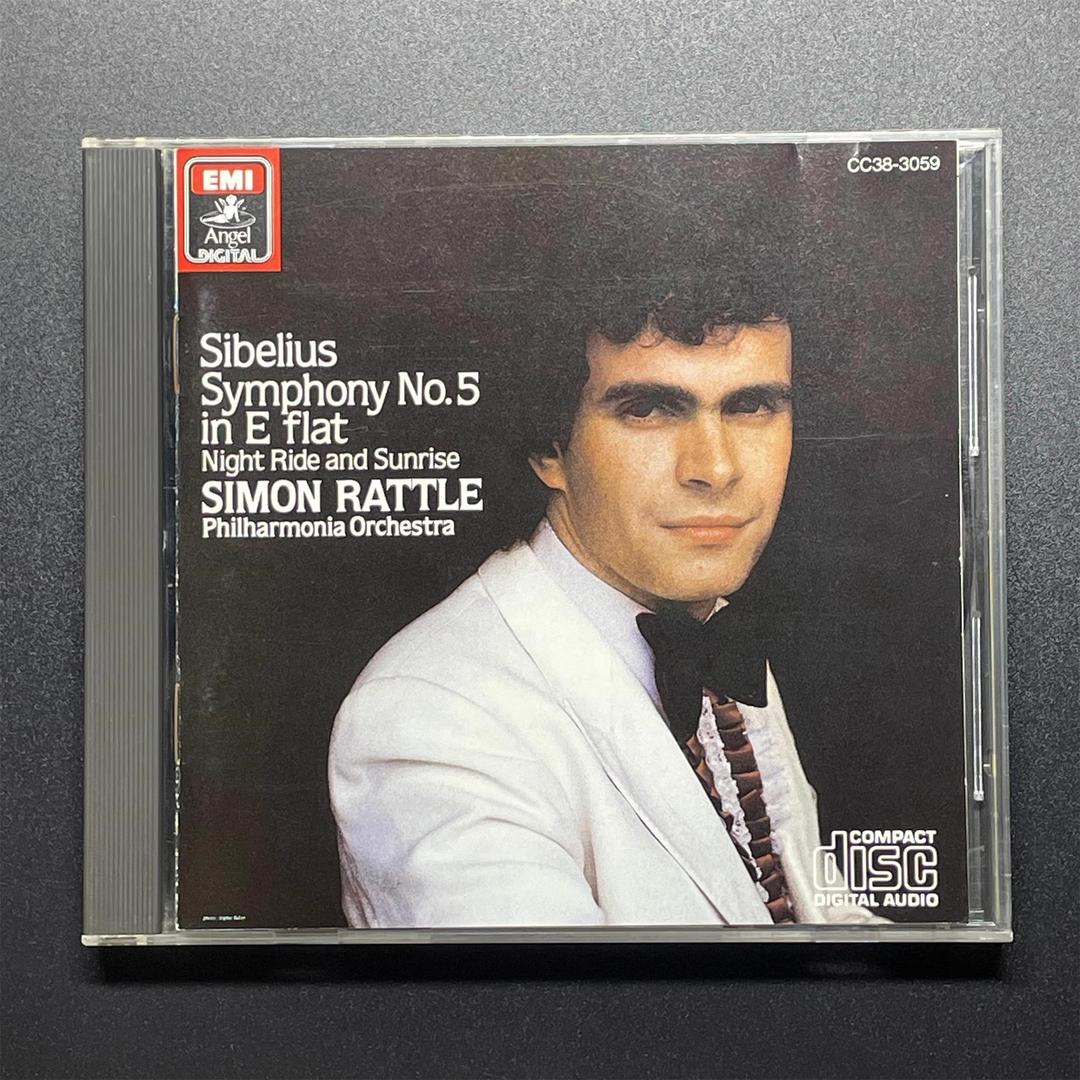 EMI
Angel
DIGITAL
CC38-3059
Sibelius
Symphony No.5
in E flat
Night Ride and Sunrise
SIMON RATTLE
Philharmonia Orchestra
COMPACT
disc
DIGITAL AUDIO